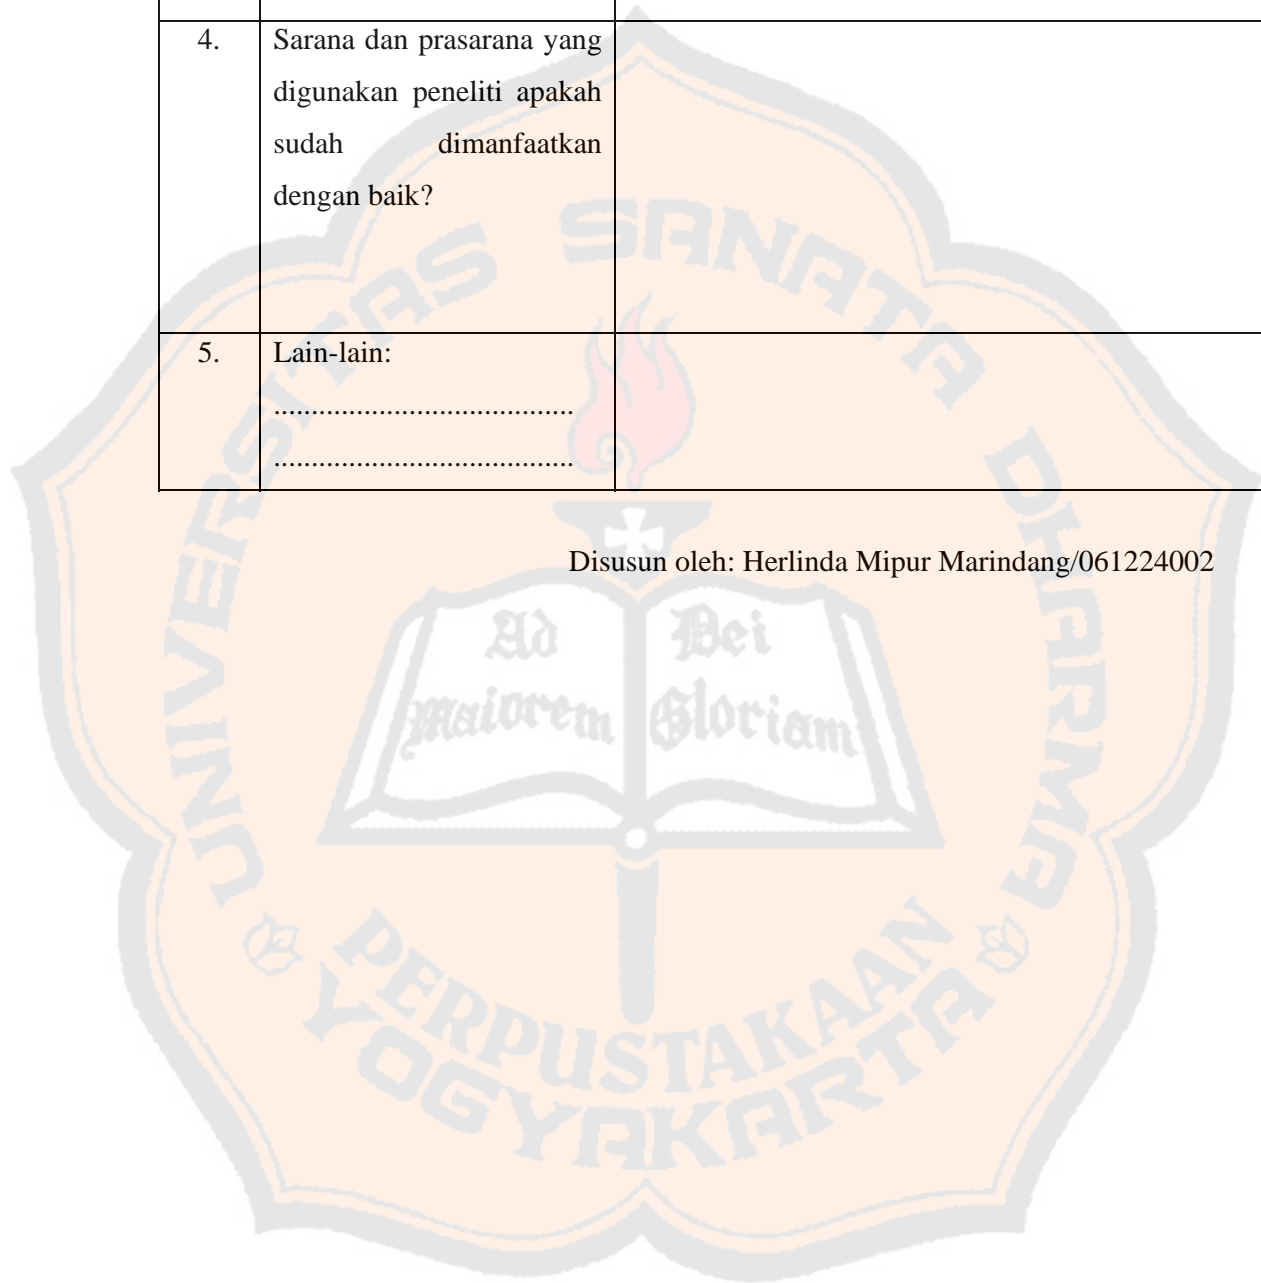 4. Sarana dan prasarana yang
digunakan peneliti apakah
sudah dimanfaatkan
dengan baik?
5. Lain-lain:
........................................
........................................
Disusun oleh: Herlinda Mipur Marindang/061224002
UNIVERSITAS SANATA DHARMA
Ad Dei
maiorem Gloriam
PERPUSTAKAAN
YOGYAKARTA